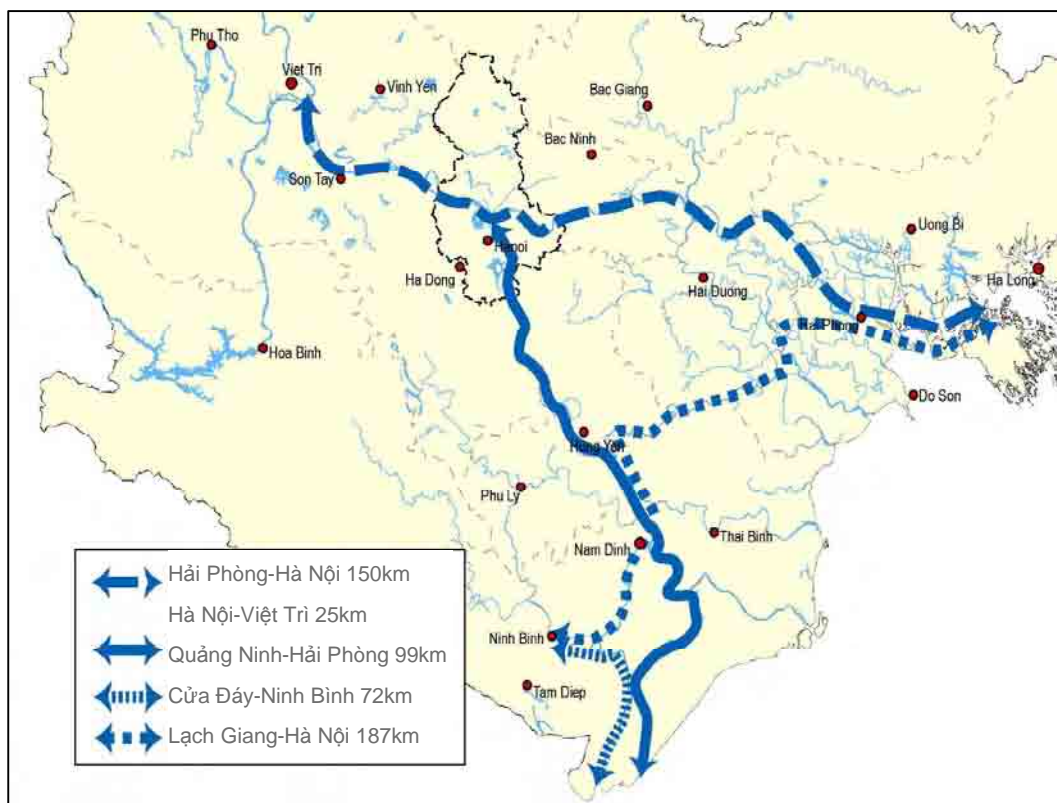 Phu Tho
Viet Tri
Vinh Yen
Bac Giang
Bac Ninh
Son Tay
Uong Bi
Hanoi
Ha Dong
Hai Duong
Ha Long
Hai Phong
Hoa Binh
Do Son
Hung Yen
Phu Ly
Thai Binh
Nam Dinh
Ninh Binh
Tam Diep
Hải Phòng-Hà Nội 150km
Hà Nội-Việt Trì 25km
Quảng Ninh-Hải Phòng 99km
Cửa Đáy-Ninh Bình 72km
Lạch Giang-Hà Nội 187km